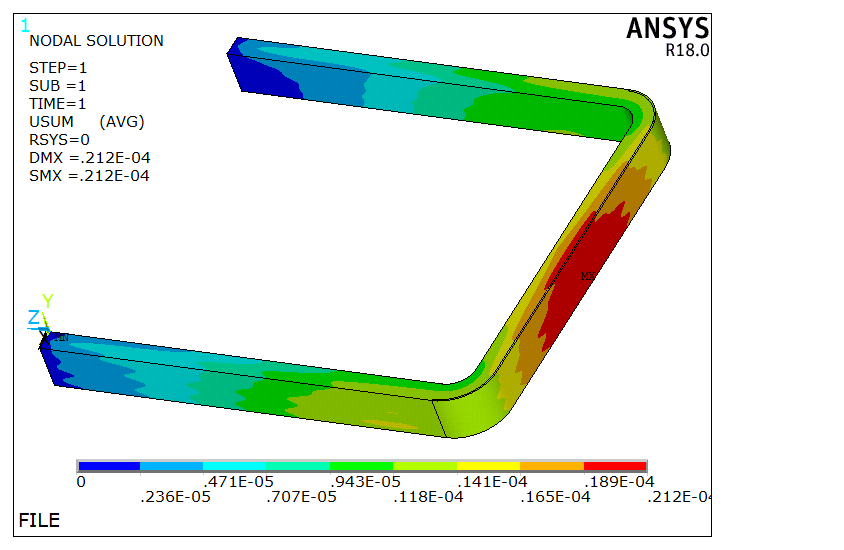 1
ANSYS
R18.0
NODAL SOLUTION
STEP=1
SUB =1
TIME=1
USUM (AVG)
RSYS=0
DMX =.212E-04
SMX =.212E-04
MX
Y
Z
MN
0 .471E-05 .943E-05 .141E-04 .189E-04
.236E-05 .707E-05 .118E-04 .165E-04 .212E-04
FILE